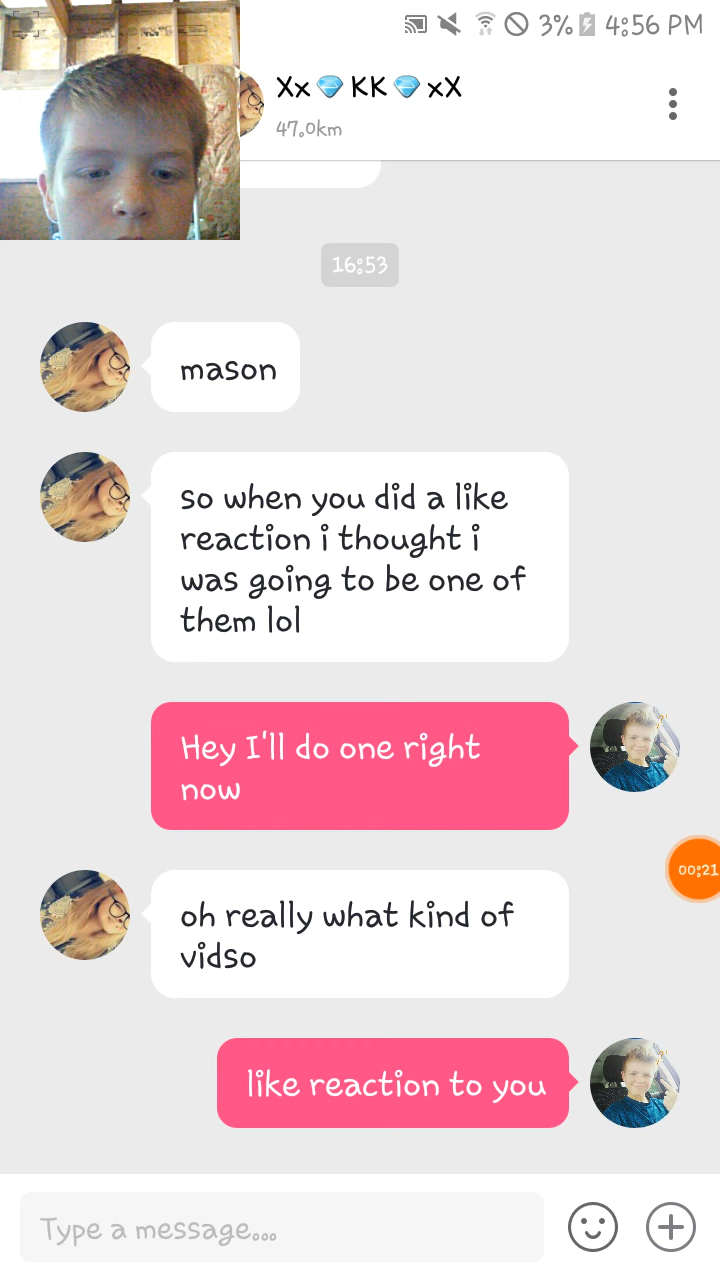 3% 4:56 PM
Xx💎KK💎xX
47.0km
16:53
mason
so when you did a like
reaction i thought i
was going to be one of
them lol
Hey I'll do one right
now
00:21
oh really what kind of
vidso
like reaction to you
Type a message...